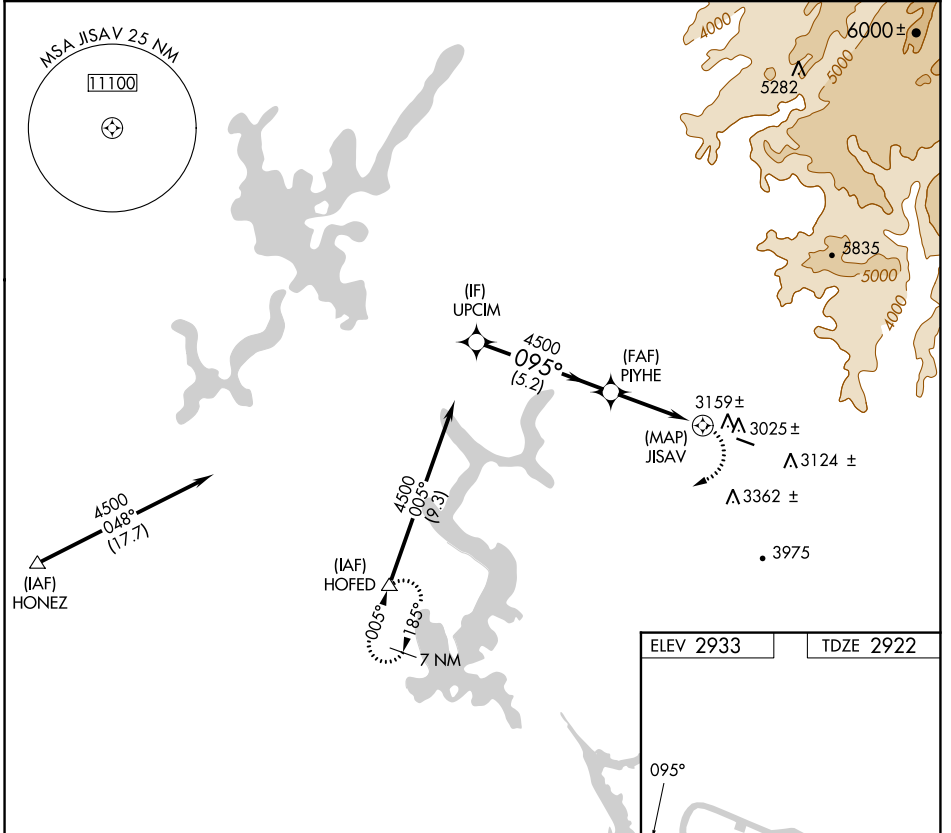 MSA JISAV 25 NM
11100
4000
6000 ±
5000
5282
5835
5000
4000
(IF)
UPCIM
4500
095°
(5.2)
(FAF)
PIYHE
3159 ±
3025 ±
(MAP)
JISAV
3124 ±
3362 ±
3975
4500
048°
(17.7)
(IAF)
HONEZ
4500
005°
(9.3)
(IAF)
HOFED
005°
185°
7 NM
ELEV 2933
TDZE 2922
095°